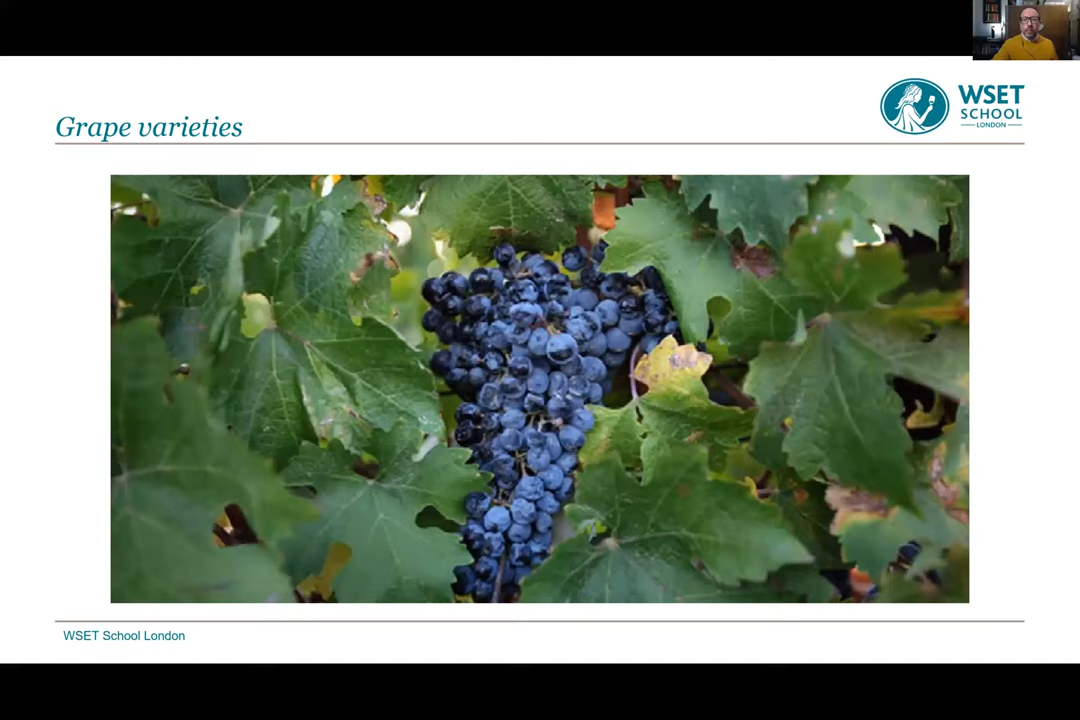 Grape varieties
WSET
SCHOOL
LONDON
WSET School London